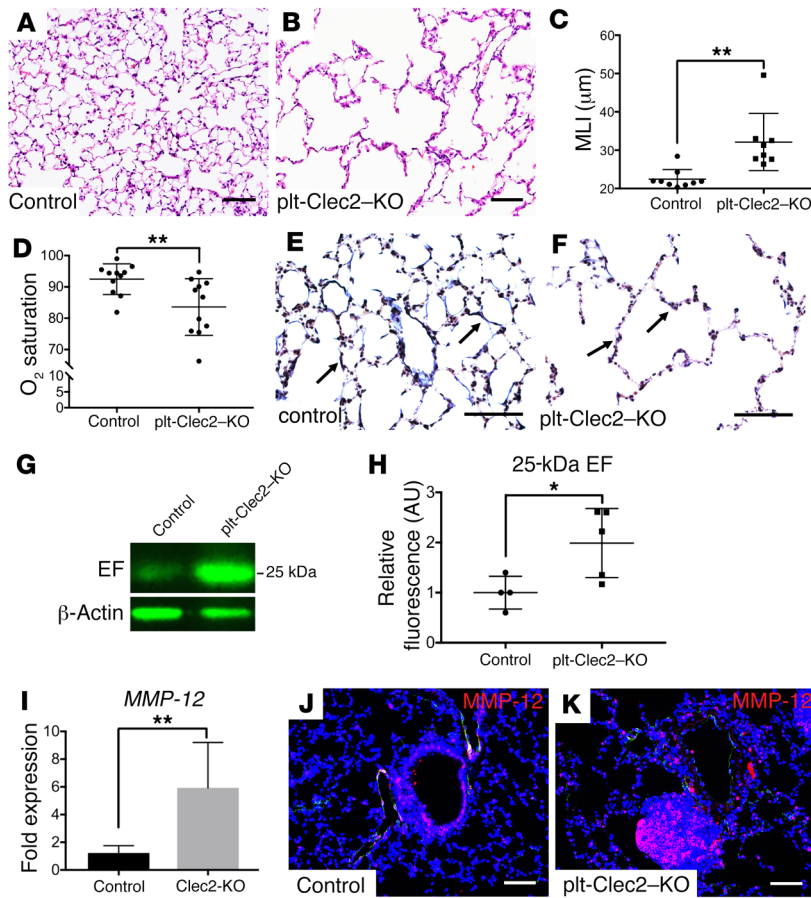 A
Control
B
plt-Clec2–KO
C
MLI (μm)
60
50
40
30
20
**
Control
plt-Clec2–KO
D
O2 saturation
100
90
80
70
10
0
**
Control
plt-Clec2–KO
E
control
F
plt-Clec2–KO
G
Control
plt-Clec2–KO
EF
25 kDa
β-Actin
H
25-kDa EF
Relative
fluorescence (AU)
3
2
1
0
*
Control
plt-Clec2–KO
I
MMP-12
Fold expression
10
8
6
4
2
0
**
Control
Clec2-KO
J
MMP-12
Control
K
MMP-12
plt-Clec2–KO